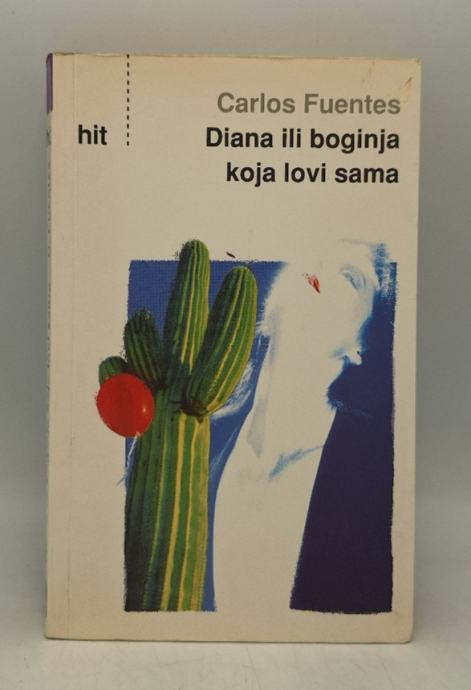 Carlos Fuentes
hit
Diana ili boginja
koja lovi sama